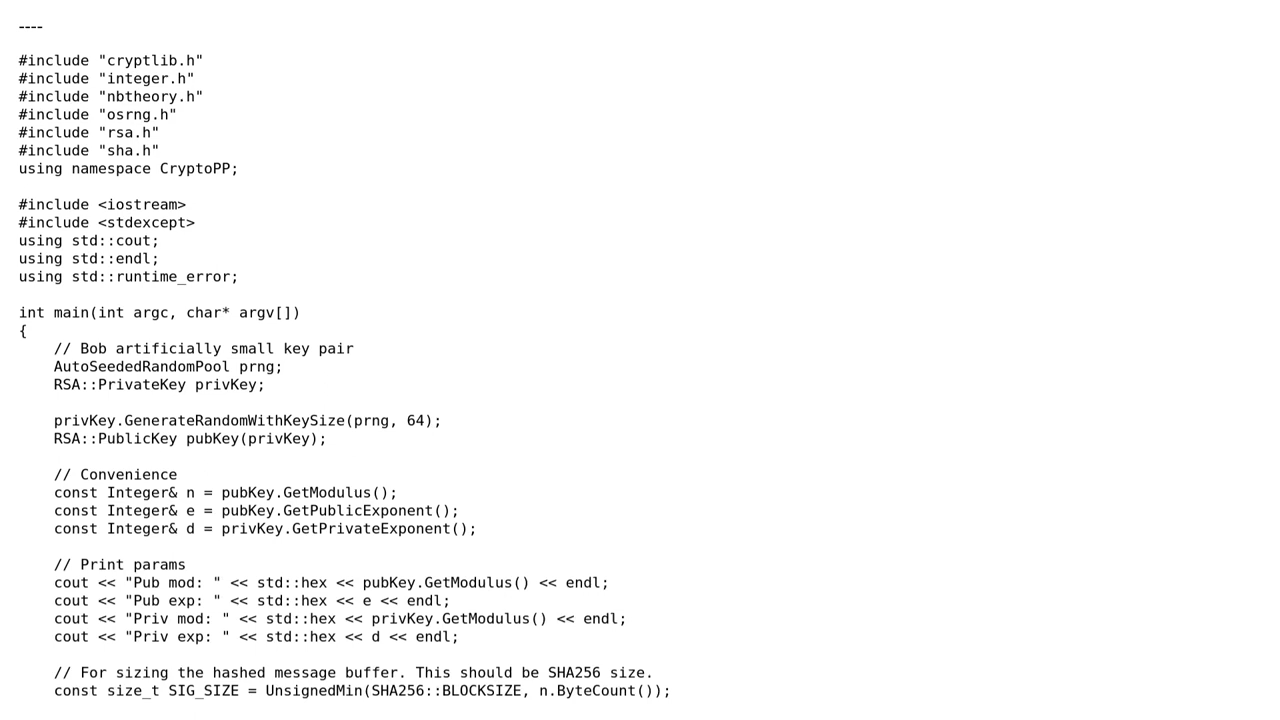 ----
#include "cryptlib.h"
#include "integer.h"
#include "nbtheory.h"
#include "osrng.h"
#include "rsa.h"
#include "sha.h"
using namespace CryptoPP;

#include <iostream>
#include <stdexcept>
using std::cout;
using std::endl;
using std::runtime_error;

int main(int argc, char* argv[])
{
    // Bob artificially small key pair
    AutoSeededRandomPool prng;
    RSA::PrivateKey privKey;

    privKey.GenerateRandomWithKeySize(prng, 64);
    RSA::PublicKey pubKey(privKey);

    // Convenience
    const Integer& n = pubKey.GetModulus();
    const Integer& e = pubKey.GetPublicExponent();
    const Integer& d = privKey.GetPrivateExponent();

    // Print params
    cout << "Pub mod: " << std::hex << pubKey.GetModulus() << endl;
    cout << "Pub exp: " << std::hex << e << endl;
    cout << "Priv mod: " << std::hex << privKey.GetModulus() << endl;
    cout << "Priv exp: " << std::hex << d << endl;

    // For sizing the hashed message buffer. This should be SHA256 size.
    const size_t SIG_SIZE = UnsignedMin(SHA256::BLOCKSIZE, n.ByteCount());